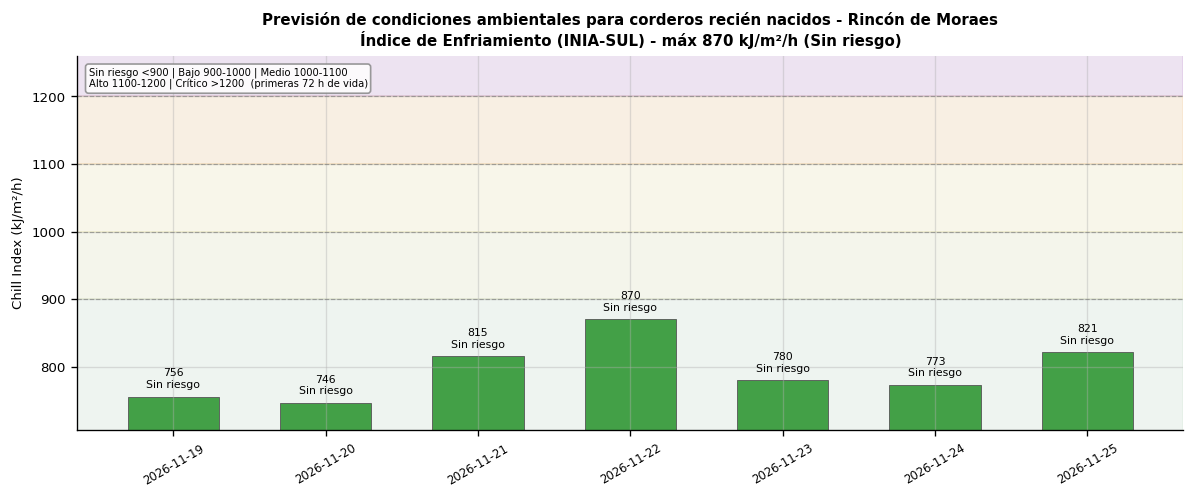 Previsión de condiciones ambientales para corderos recién nacidos - Rincón de Moraes
Índice de Enfriamiento (INIA-SUL) - máx 870 kJ/m²/h (Sin riesgo)
Sin riesgo <900 | Bajo 900-1000 | Medio 1000-1100
Alto 1100-1200 | Crítico >1200  (primeras 72 h de vida)
Chill Index (kJ/m²/h)
1200
1100
1000
900
800
756
Sin riesgo
746
Sin riesgo
815
Sin riesgo
870
Sin riesgo
780
Sin riesgo
773
Sin riesgo
821
Sin riesgo
2026-11-19
2026-11-20
2026-11-21
2026-11-22
2026-11-23
2026-11-24
2026-11-25